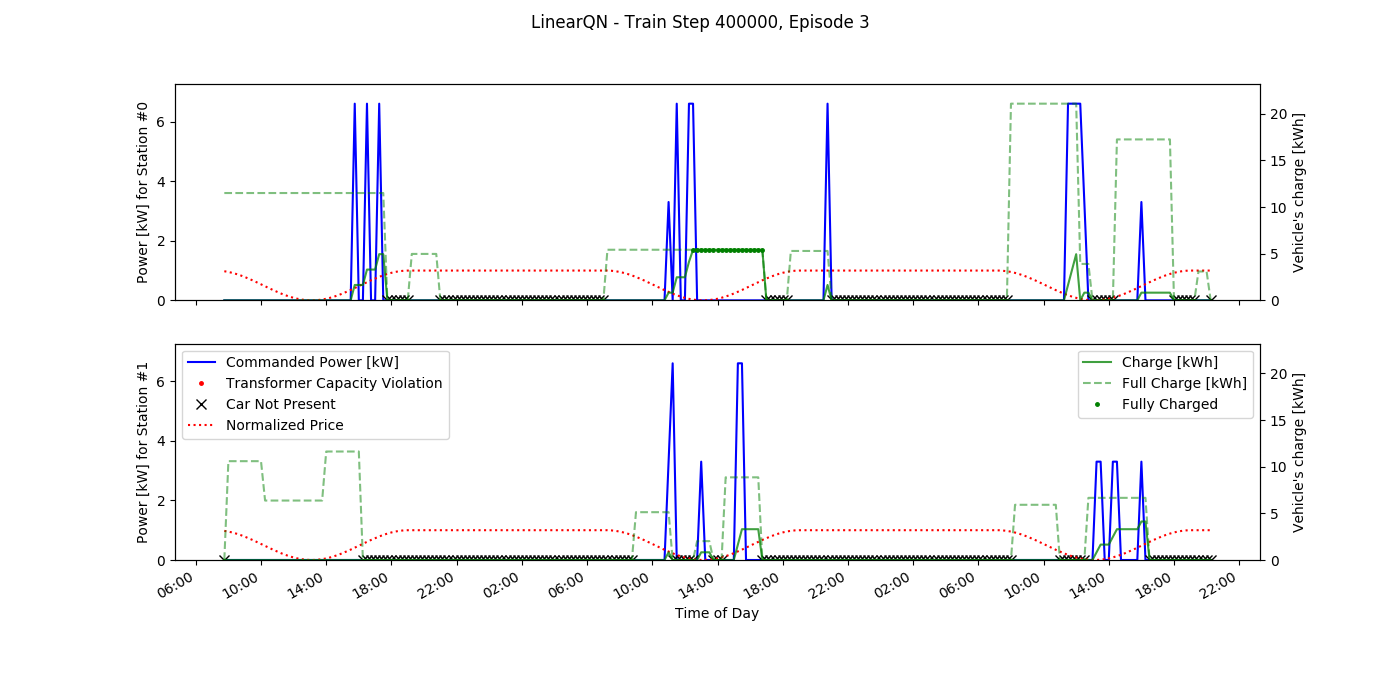 LinearQN - Train Step 400000, Episode 3
Power [kW] for Station #0
0
2
4
6
0
5
10
15
20
Vehicle's charge [kWh]
Power [kW] for Station #1
0
2
4
6
Commanded Power [kW]
Transformer Capacity Violation
Car Not Present
Normalized Price
Charge [kWh]
Full Charge [kWh]
Fully Charged
0
5
10
15
20
Vehicle's charge [kWh]
06:00 10:00 14:00 18:00 22:00 02:00 06:00 10:00 14:00 18:00 22:00 02:00 06:00 10:00 14:00 18:00 22:00
Time of Day